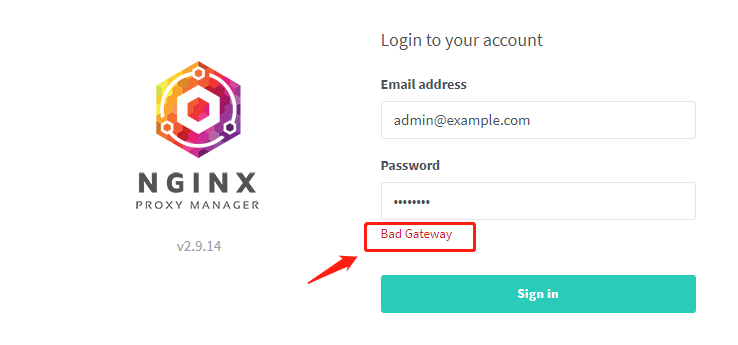 Login to your account
Email address
admin@example.com
Password
••••••••
Bad Gateway
Sign in
NGINX
PROXY MANAGER
v2.9.14